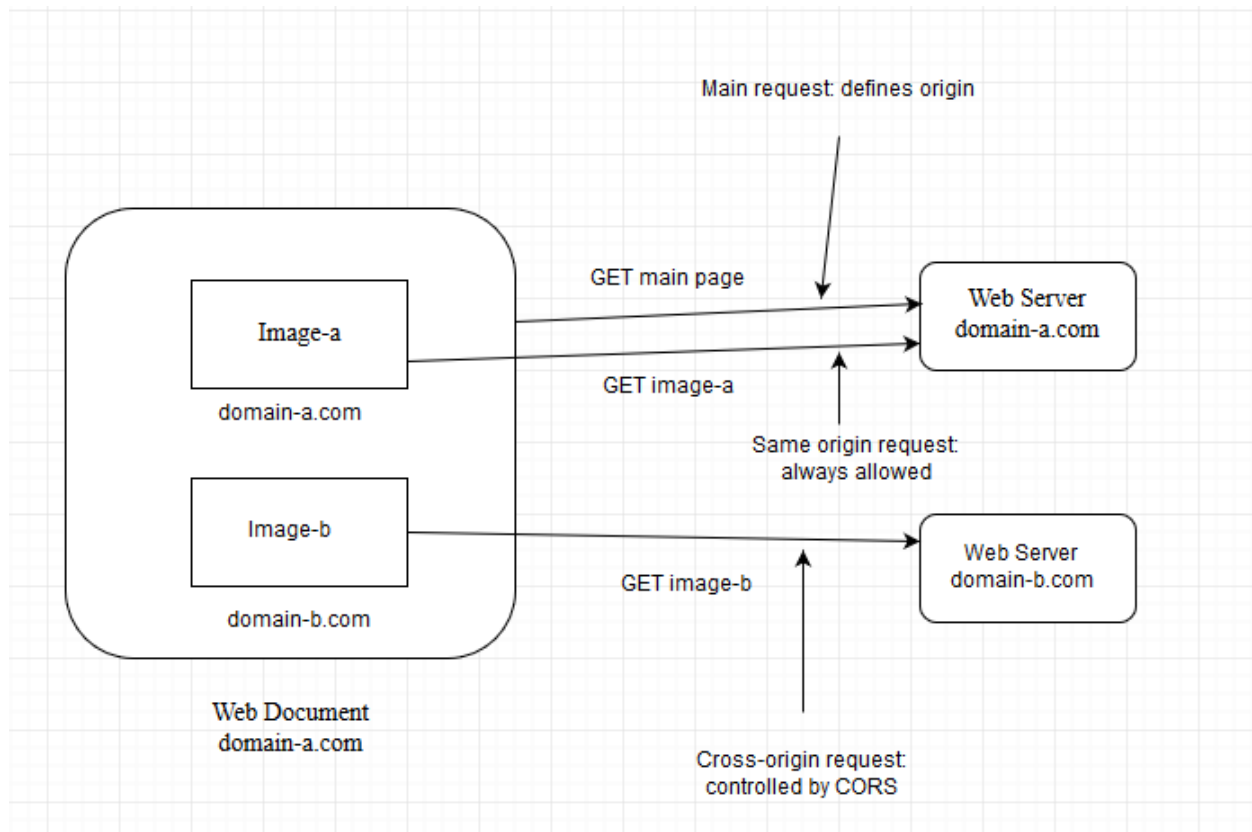 Main request: defines origin
GET main page
Web Server
domain-a.com
Image-a
GET image-a
domain-a.com
Same origin request:
always allowed
Image-b
Web Server
domain-b.com
GET image-b
domain-b.com
Web Document
domain-a.com
Cross-origin request:
controlled by CORS